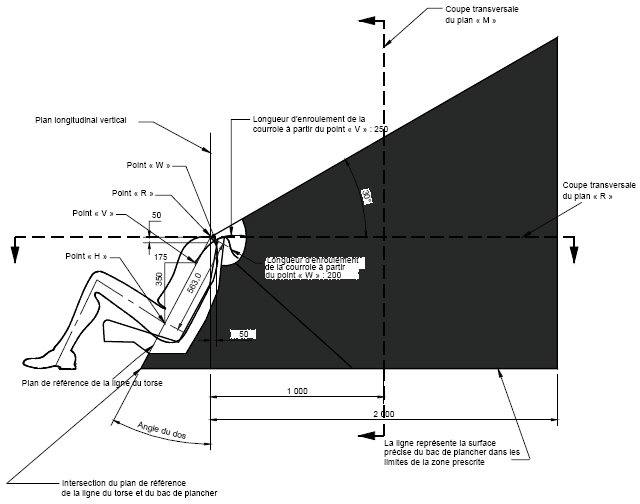 Coupe transversale
du plan « M »
Plan longitudinal vertical
Longueur d'enroulement de la
courroie à partir du point « V » : 250
Point « W »
Point « R »
Point « V »
Coupe transversale
du plan « R »
30°
50
Point « H »
175
350
563.0
Longueur d'enroulement
de la courroie à partir
du point « W » : 200
50
Plan de référence de la ligne du torse
1 000
2 000
Angle du dos
La ligne représente la surface
précise du bac de plancher dans les
limites de la zone prescrite
Intersection du plan de référence
de la ligne du torse et du bac de plancher